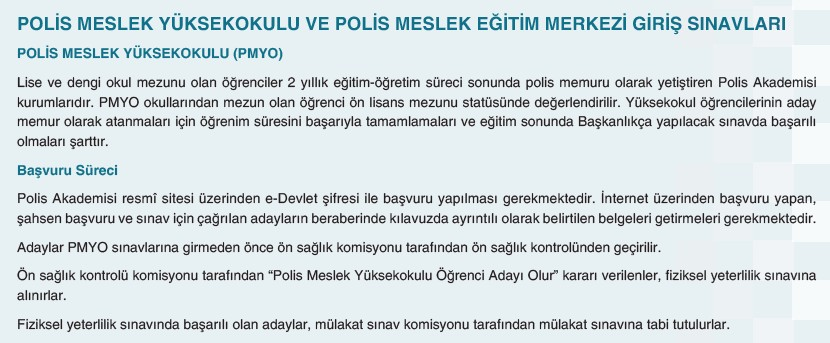 POLİS MESLEK YÜKSEKOKULU VE POLİS MESLEK EĞİTİM MERKEZİ GİRİŞ SINAVLARI
POLİS MESLEK YÜKSEKOKULU (PMYO)
Lise ve dengi okul mezunu olan öğrenciler 2 yıllık eğitim-öğretim süreci sonunda polis memuru olarak yetiştiren Polis Akademisi
kurumlarıdır. PMYO okullarından mezun olan öğrenci ön lisans mezunu statüsünde değerlendirilir. Yüksekokul öğrencilerinin aday
memur olarak atanmaları için öğrenim süresini başarıyla tamamlamaları ve eğitim sonunda Başkanlıkça yapılacak sınavda başarılı
olmaları şarttır.
Başvuru Süreci
Polis Akademisi resmî sitesi üzerinden e-Devlet şifresi ile başvuru yapılması gerekmektedir. İnternet üzerinden başvuru yapan,
şahsen başvuru ve sınav için çağrılan adayların beraberinde kılavuzda ayrıntılı olarak belirtilen belgeleri getirmeleri gerekmektedir.
Adaylar PMYO sınavlarına girmeden önce ön sağlık komisyonu tarafından ön sağlık kontrolünden geçirilir.
Ön sağlık kontrolü komisyonu tarafından “Polis Meslek Yüksekokulu Öğrenci Adayı Olur” kararı verilenler, fiziksel yeterlilik sınavına
alınırlar.
Fiziksel yeterlilik sınavında başarılı olan adaylar, mülakat sınav komisyonu tarafından mülakat sınavına tabi tutulurlar.